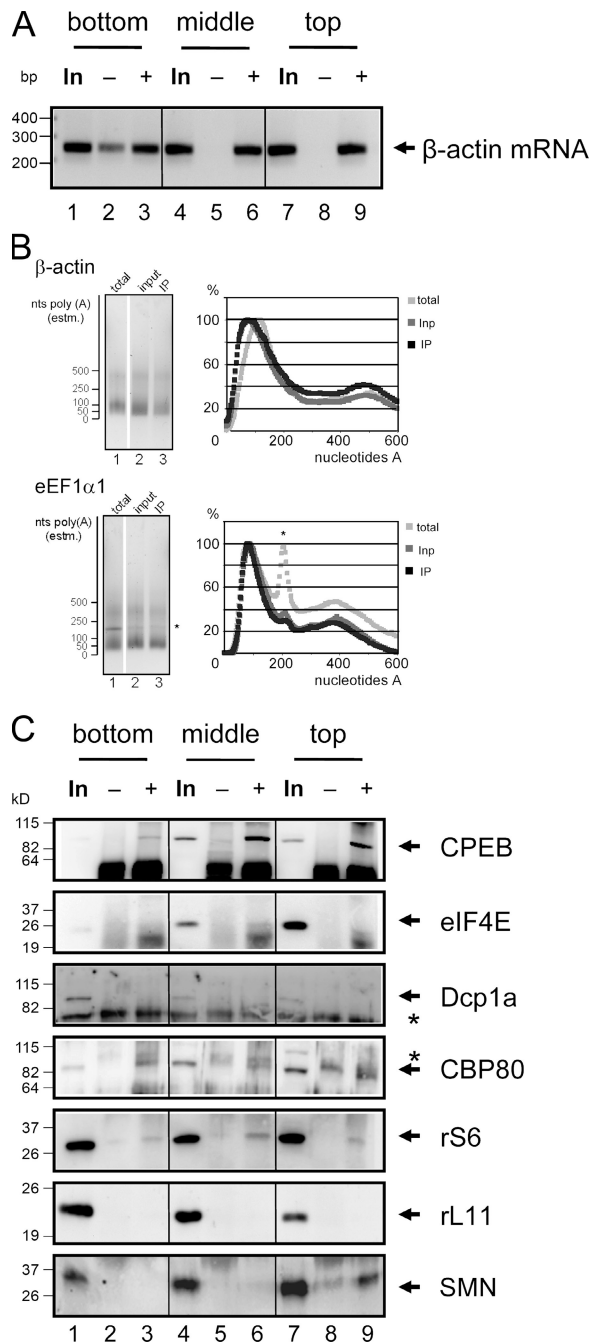 A
bottom middle top
bp In – + In – + In – +
400
300
200
β-actin mRNA
1 2 3 4 5 6 7 8 9
B
β-actin
total input IP
nts poly (A)
(estm.)
500
250
100
50
0
1 2 3
%
100
60
20
0 200 400 600
nucleotides A
total
Inp
IP
eEF1α1
total input IP
nts poly(A)
(estm.)
500
250
100
50
0
*
1 2 3
%
*
100
80
60
40
20
0 200 400 600
nucleotides A
total
Inp
IP
C
bottom middle top
In – + In – + In – +
kD
115
82
64
CPEB
37
26
19
eIF4E
115
82
Dcp1a
*
115
82
64
*
CBP80
37
26
rS6
26
19
rL11
37
26
SMN
1 2 3 4 5 6 7 8 9